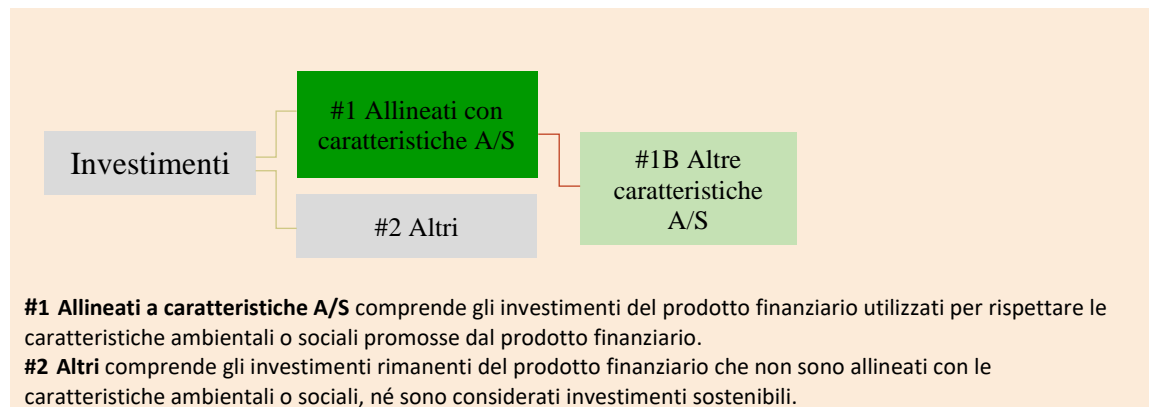 #1 Allineati con
caratteristiche A/S
Investimenti
#1B Altre
caratteristiche
A/S
#2 Altri
#1 Allineati a caratteristiche A/S comprende gli investimenti del prodotto finanziario utilizzati per rispettare le
caratteristiche ambientali o sociali promosse dal prodotto finanziario.
#2 Altri comprende gli investimenti rimanenti del prodotto finanziario che non sono allineati con le
caratteristiche ambientali o sociali, né sono considerati investimenti sostenibili.